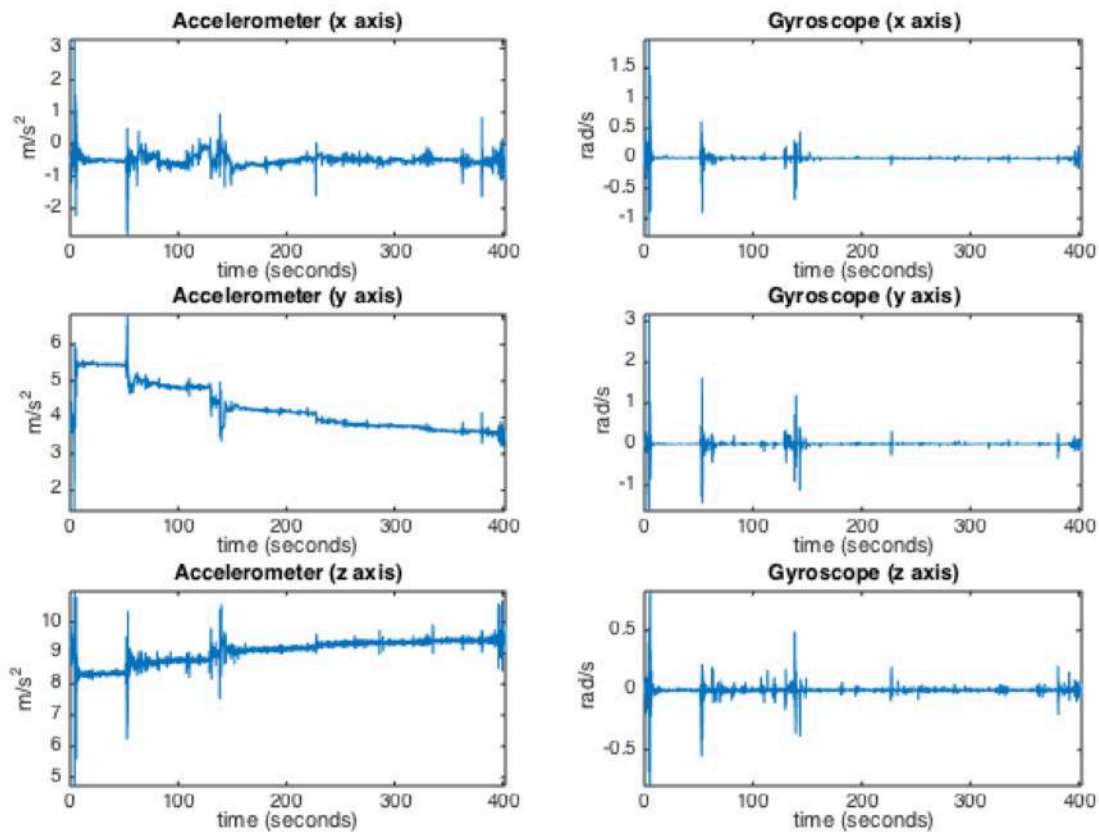 Accelerometer (x axis)
3
2
1
0
-1
-2
m/s²
0 100 200 300 400
time (seconds)
Gyroscope (x axis)
1.5
1
0.5
0
-0.5
-1
rad/s
0 100 200 300 400
time (seconds)
Accelerometer (y axis)
6
5
4
3
2
m/s²
0 100 200 300 400
time (seconds)
Gyroscope (y axis)
3
2
1
0
-1
rad/s
0 100 200 300 400
time (seconds)
Accelerometer (z axis)
10
9
8
7
6
5
m/s²
0 100 200 300 400
time (seconds)
Gyroscope (z axis)
0.5
0
-0.5
rad/s
0 100 200 300 400
time (seconds)